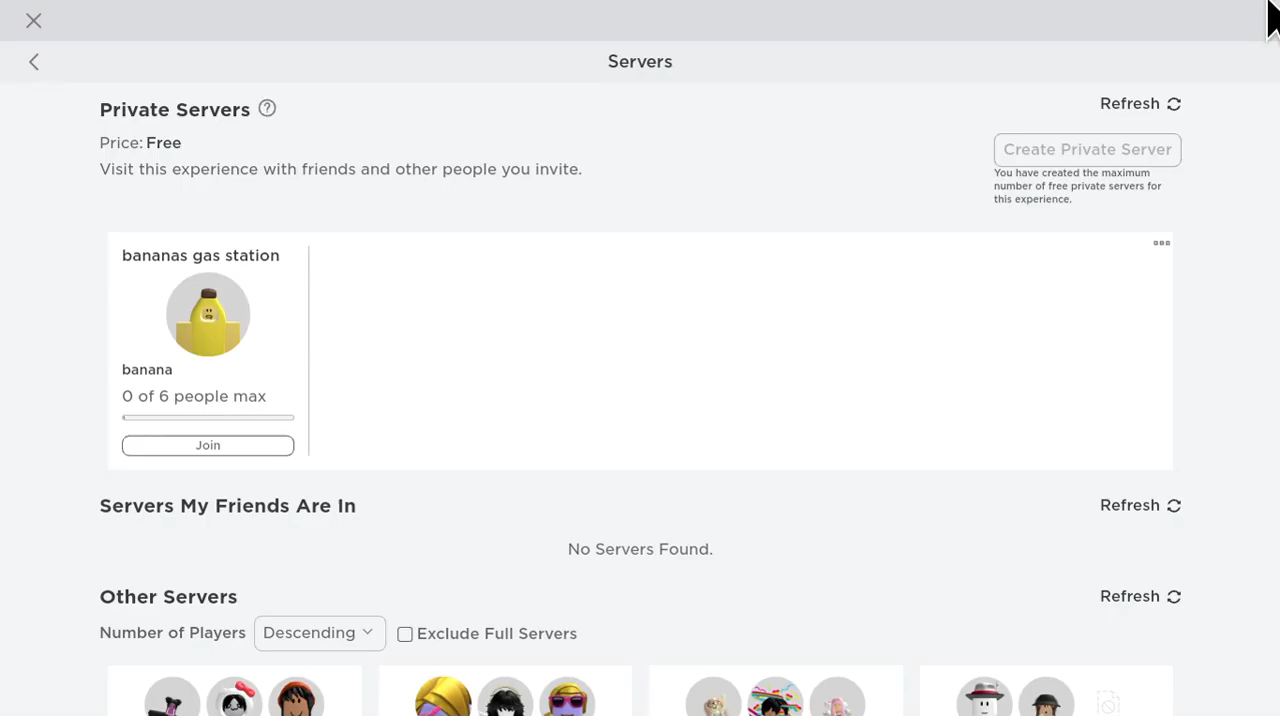 Servers
Private Servers
Refresh
Price: Free
Visit this experience with friends and other people you invite.
Create Private Server
You have created the maximum
number of free private servers for
this experience.
bananas gas station
banana
0 of 6 people max
Join
Servers My Friends Are In
Refresh
No Servers Found.
Other Servers
Refresh
Number of Players
Descending
Exclude Full Servers